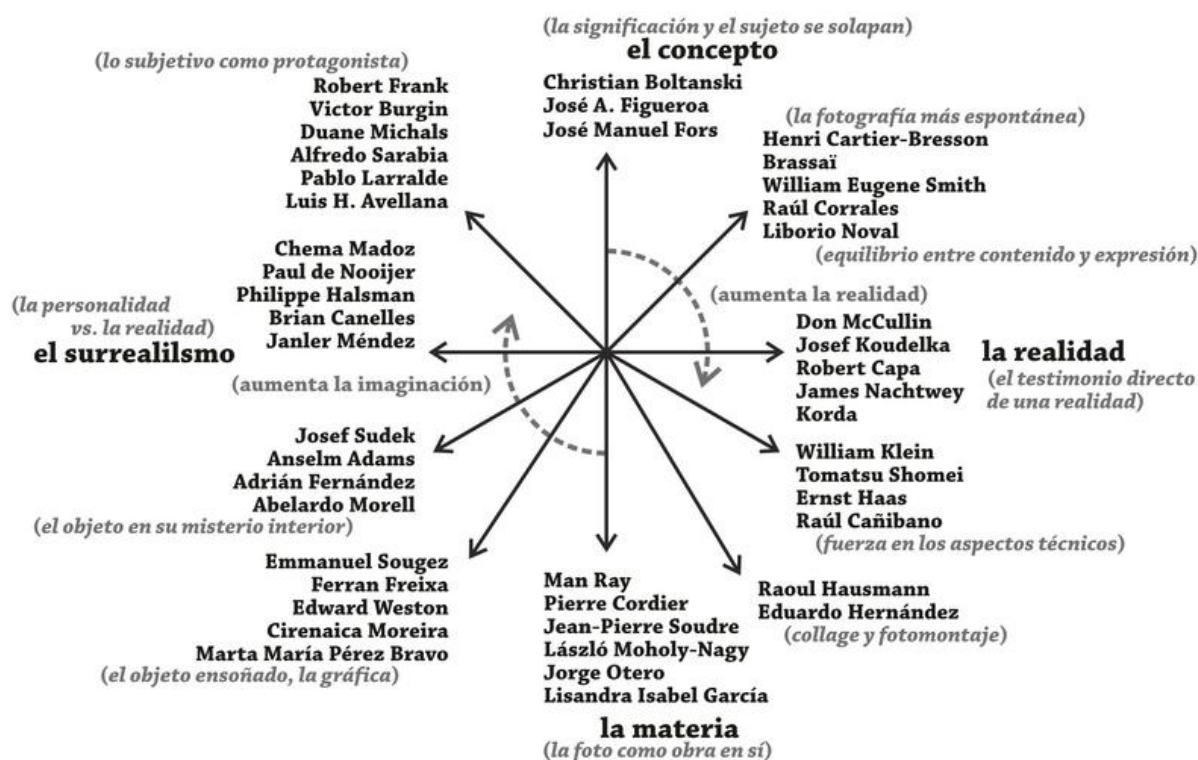 (la significación y el sujeto se solapan)
el concepto
Christian Boltanski
José A. Figueroa
José Manuel Fors
(lo subjetivo como protagonista)
Robert Frank
Victor Burgin
Duane Michals
Alfredo Sarabia
Pablo Larralde
Luis H. Avellana
(la fotografía más espontánea)
Henri Cartier-Bresson
Brassaï
William Eugene Smith
Raúl Corrales
Liborio Noval
(equilibrio entre contenido y expresión)
Chema Madoz
Paul de Nooijer
Philippe Halsman
Brian Canelles
Janler Méndez
(la personalidad
vs. la realidad)
el surrealilsmo
(aumenta la imaginación)
(aumenta la realidad)
Don McCullin
Josef Koudelka
Robert Capa
James Nachtwey
Korda
la realidad
(el testimonio directo
de una realidad)
Josef Sudek
Anselm Adams
Adrián Fernández
Abelardo Morell
(el objeto en su misterio interior)
William Klein
Tomatsu Shomei
Ernst Haas
Raúl Cañibano
(fuerza en los aspectos técnicos)
Emmanuel Sougez
Ferran Freixa
Edward Weston
Cirenaica Moreira
Marta María Pérez Bravo
(el objeto ensoñado, la gráfica)
Man Ray
Pierre Cordier
Jean-Pierre Soudre
László Moholy-Nagy
Jorge Otero
Lisandra Isabel García
la materia
(la foto como obra en sí)
Raoul Hausmann
Eduardo Hernández
(collage y fotomontaje)